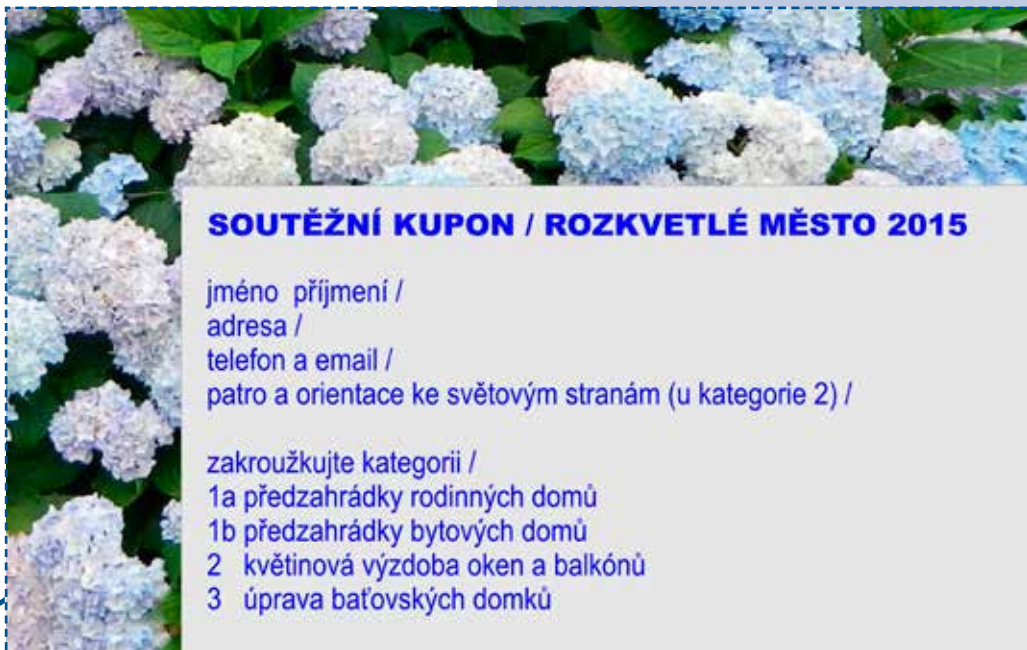 SOUTĚŽNÍ KUPON / ROZKVETLÉ MĚSTO 2015
jméno příjmení /
adresa /
telefon a email /
patro a orientace ke světovým stranám (u kategorie 2) /
zakroužkujte kategorii /
1a předzahrádky rodinných domů
1b předzahrádky bytových domů
2 květinová výzdoba oken a balkónů
3 úprava baťovských domků